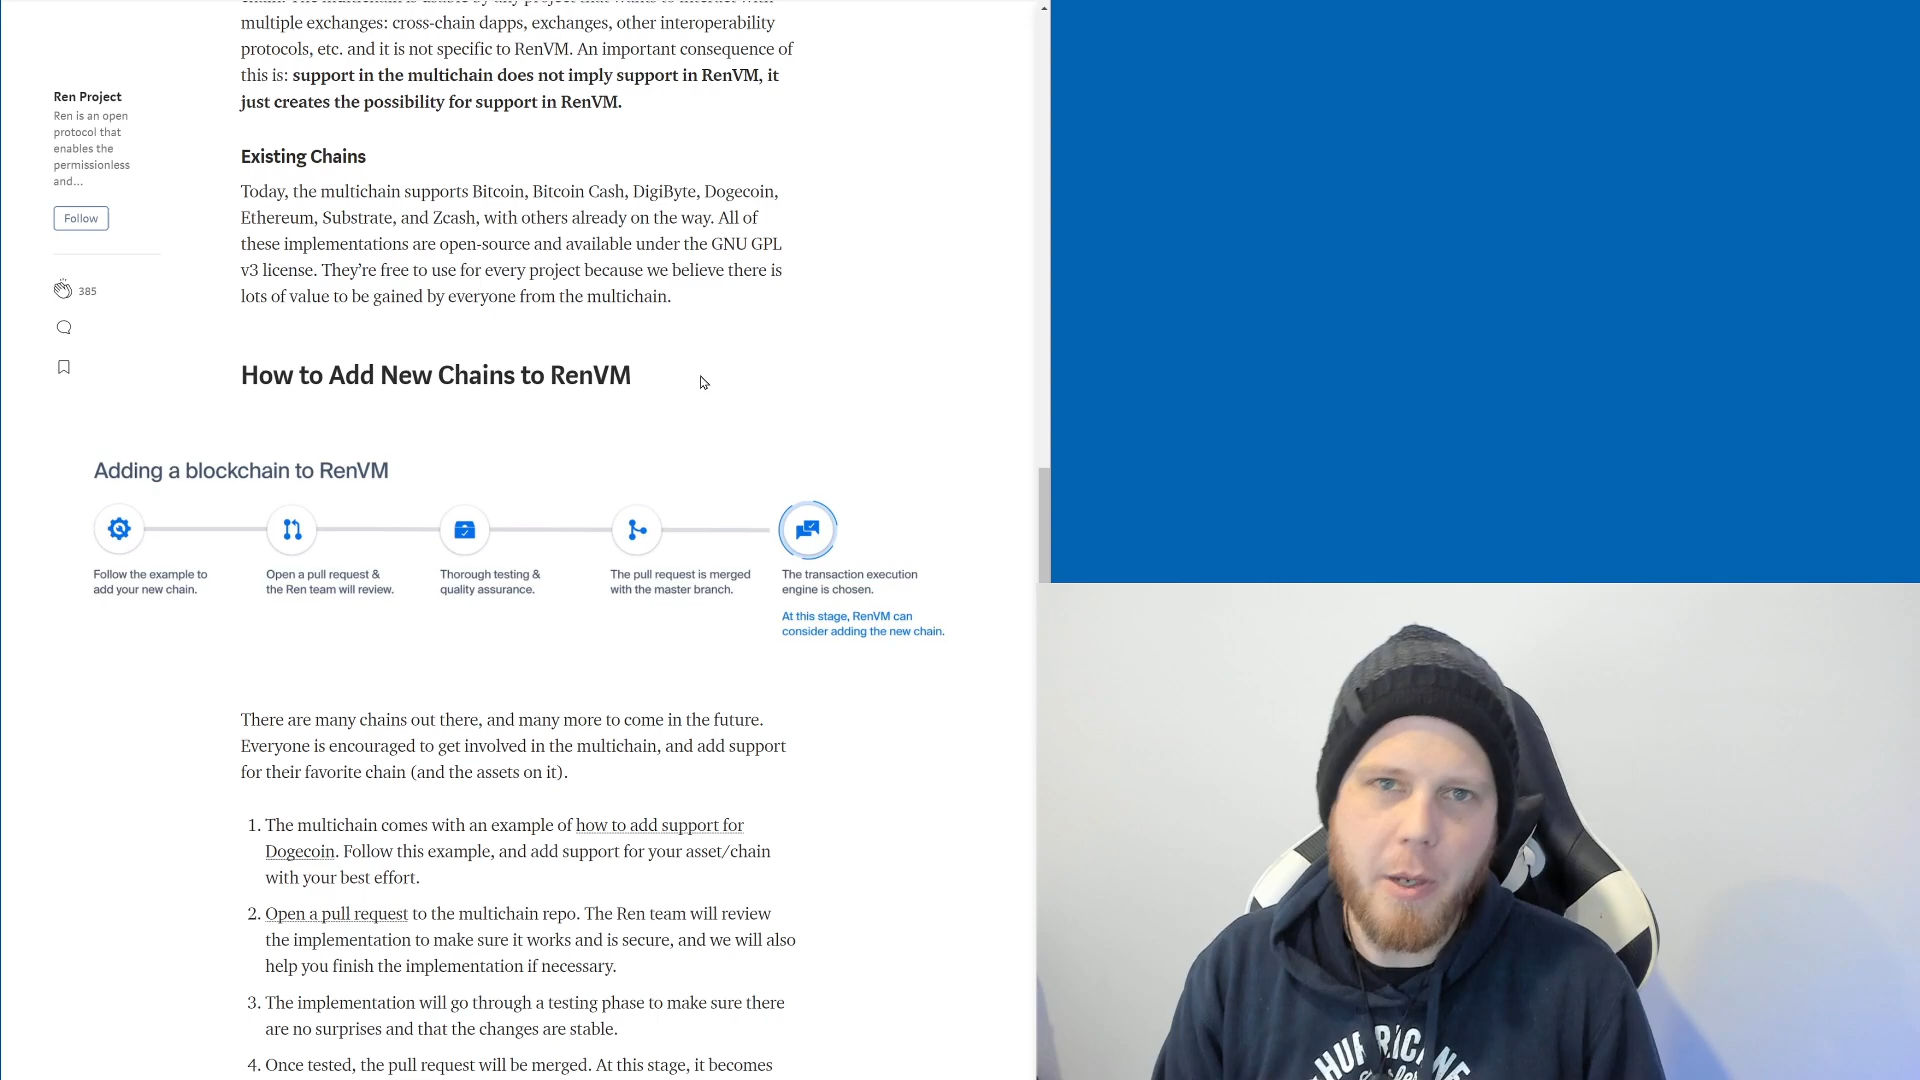 multiple exchanges: cross-chain dapps, exchanges, other interoperability
protocols, etc. and it is not specific to RenVM. An important consequence of
this is: support in the multichain does not imply support in RenVM, it
just creates the possibility for support in RenVM.
Ren Project
Ren is an open
protocol that
enables the
permissionless
and...
Follow
385
Existing Chains
Today, the multichain supports Bitcoin, Bitcoin Cash, DigiByte, Dogecoin,
Ethereum, Substrate, and Zcash, with others already on the way. All of
these implementations are open-source and available under the GNU GPL
v3 license. They’re free to use for every project because we believe there is
lots of value to be gained by everyone from the multichain.
How to Add New Chains to RenVM
Adding a blockchain to RenVM
Follow the example to
add your new chain.
Open a pull request &
the Ren team will review.
Thorough testing &
quality assurance.
The pull request is merged
with the master branch.
The transaction execution
engine is chosen.
At this stage, RenVM can
consider adding the new chain.
There are many chains out there, and many more to come in the future.
Everyone is encouraged to get involved in the multichain, and add support
for their favorite chain (and the assets on it).
1. The multichain comes with an example of how to add support for
Dogecoin. Follow this example, and add support for your asset/chain
with your best effort.
2. Open a pull request to the multichain repo. The Ren team will review
the implementation to make sure it works and is secure, and we will also
help you finish the implementation if necessary.
3. The implementation will go through a testing phase to make sure there
are no surprises and that the changes are stable.
4. Once tested, the pull request will be merged. At this stage, it becomes
HURRICANE